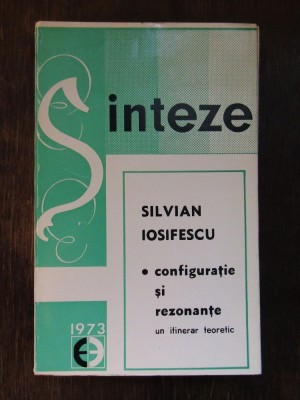 Sinteze
SILVIAN
IOSIFESCU
• configurație
și
rezonanțe
un itinerar teoretic
1973